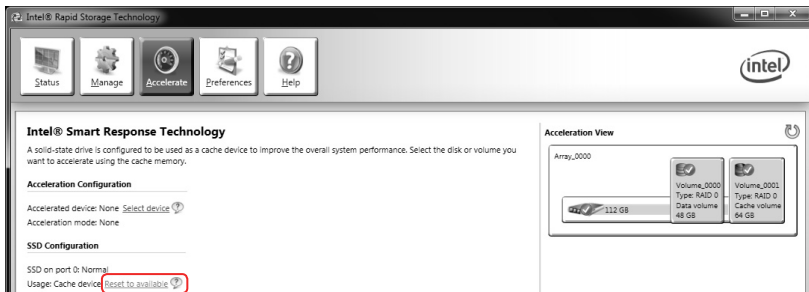 Intel® Rapid Storage Technology
Status Manage Accelerate Preferences Help
intel
Intel® Smart Response Technology
A solid-state drive is configured to be used as a cache device to improve the overall system performance. Select the disk or volume you
want to accelerate using the cache memory.
Acceleration Configuration
Accelerated device: None Select device ?
Acceleration mode: None
SSD Configuration
SSD on port 0: Normal
Usage: Cache device Reset to available ?
Acceleration View
Array_0000
112 GB
Volume_0000
Type: RAID 0
Data volume
48 GB
Volume_0001
Type: RAID 0
Cache volume
64 GB